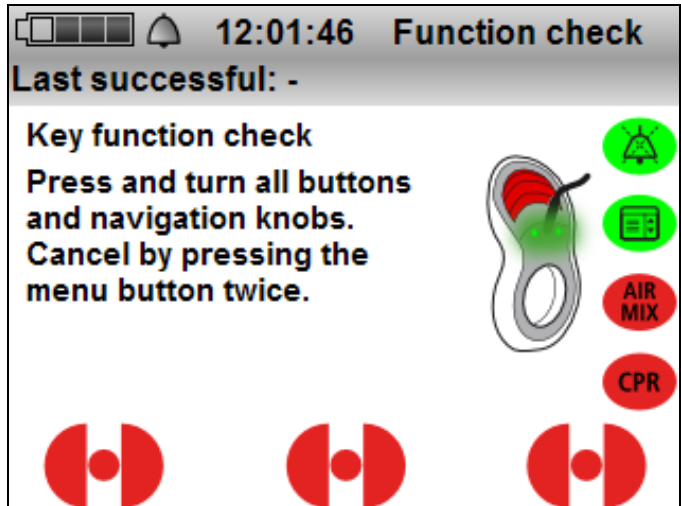 12:01:46 Function check
Last successful: -
Key function check
Press and turn all buttons
and navigation knobs.
Cancel by pressing the
menu button twice.
AIR
MIX
CPR